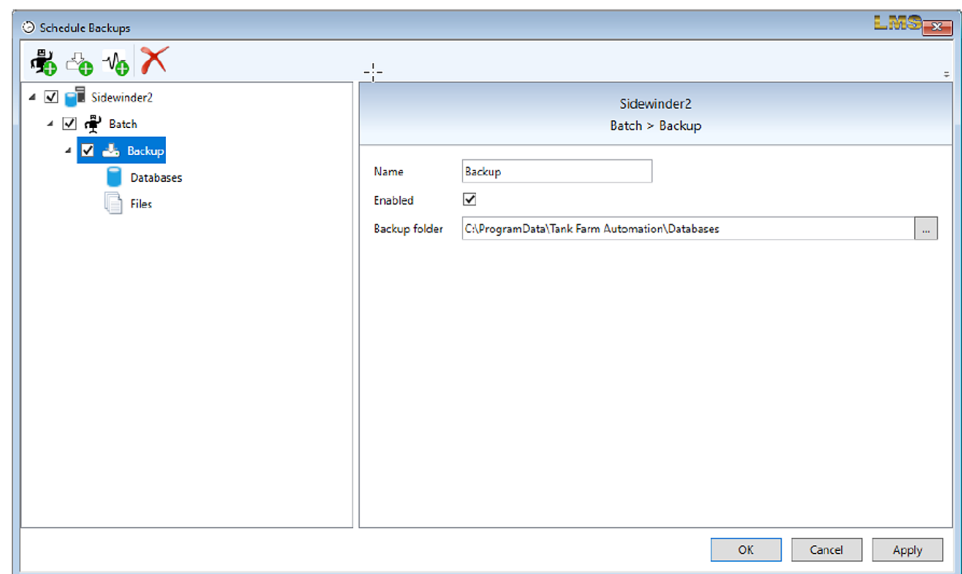 Schedule Backups
LMS
Sidewinder2
Batch
Backup
Databases
Files
Sidewinder2
Batch > Backup
Name Backup
Enabled
Backup folder C:\ProgramData\Tank Farm Automation\Databases ...
OK Cancel Apply